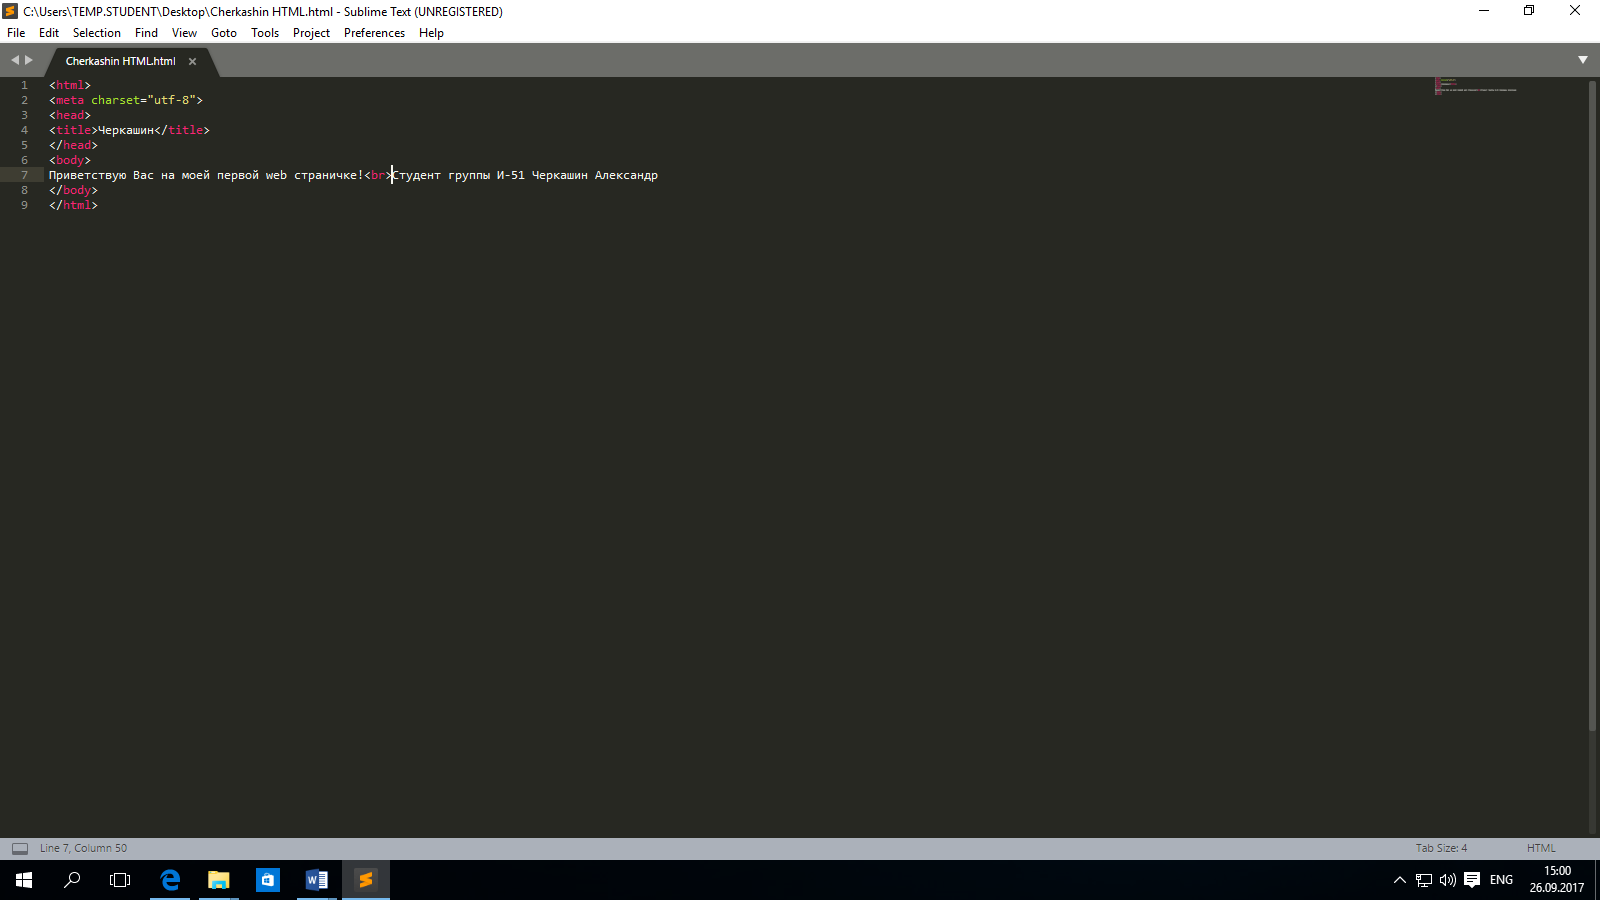 C:\Users\TEMP.STUDENT\Desktop\Cherkashin HTML.html - Sublime Text (UNREGISTERED)
File Edit Selection Find View Goto Tools Project Preferences Help
Cherkashin HTML.html
1 <html>
2 <meta charset="utf-8">
3 <head>
4 <title>Черкашин</title>
5 </head>
6 <body>
7 Приветствую Вас на моей первой web страничке!<br>Студент группы И-51 Черкашин Александр
8 </body>
9 </html>
Line 7, Column 50 Tab Size: 4 HTML
ENG 15:00
26.09.2017